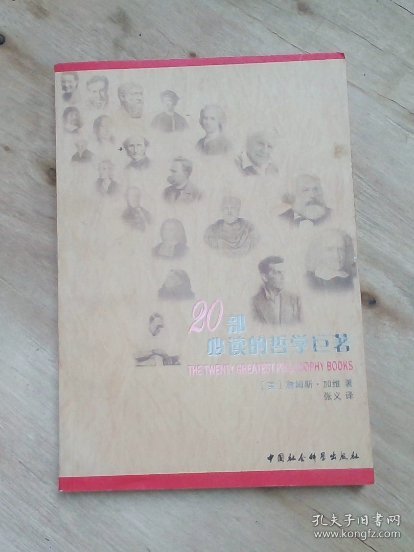 20部
必读的哲学巨著
THE TWENTY GREATEST PHILOSOPHY BOOKS
[英] 詹姆斯·加维 著
张义 译
中国社会科学出版社
孔夫子旧书网
www.kongfz.com